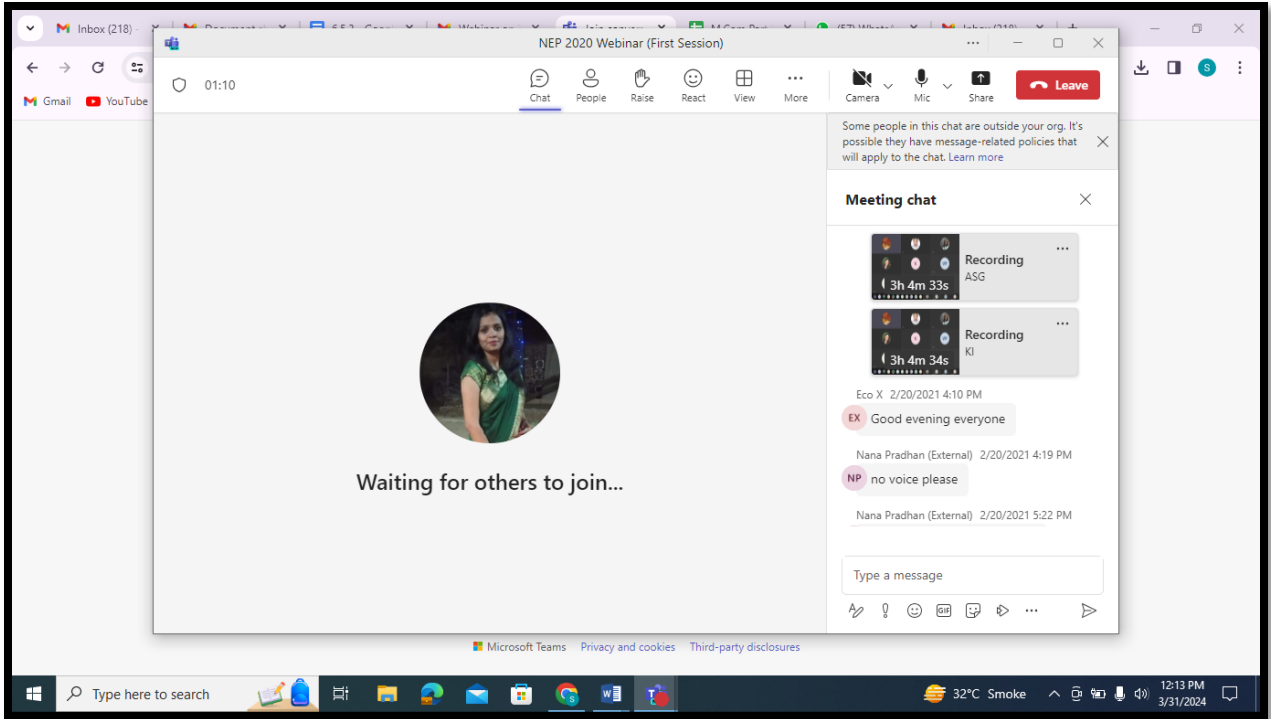 Inbox (218)
NEP 2020 Webinar (First Session)
Gmail YouTube
S
01:10
Chat People Raise React View More Camera Mic Share Leave
Some people in this chat are outside your org. It's
possible they have message-related policies that
will apply to the chat. Learn more
Meeting chat
3h 4m 33s
Recording
ASG
3h 4m 34s
Recording
KI
Eco X 2/20/2021 4:10 PM
EX Good evening everyone
Nana Pradhan (External) 2/20/2021 4:19 PM
NP no voice please
Nana Pradhan (External) 2/20/2021 5:22 PM
Waiting for others to join...
Type a message
GIF
Microsoft Teams Privacy and cookies Third-party disclosures
Type here to search
32°C Smoke
12:13 PM
3/31/2024